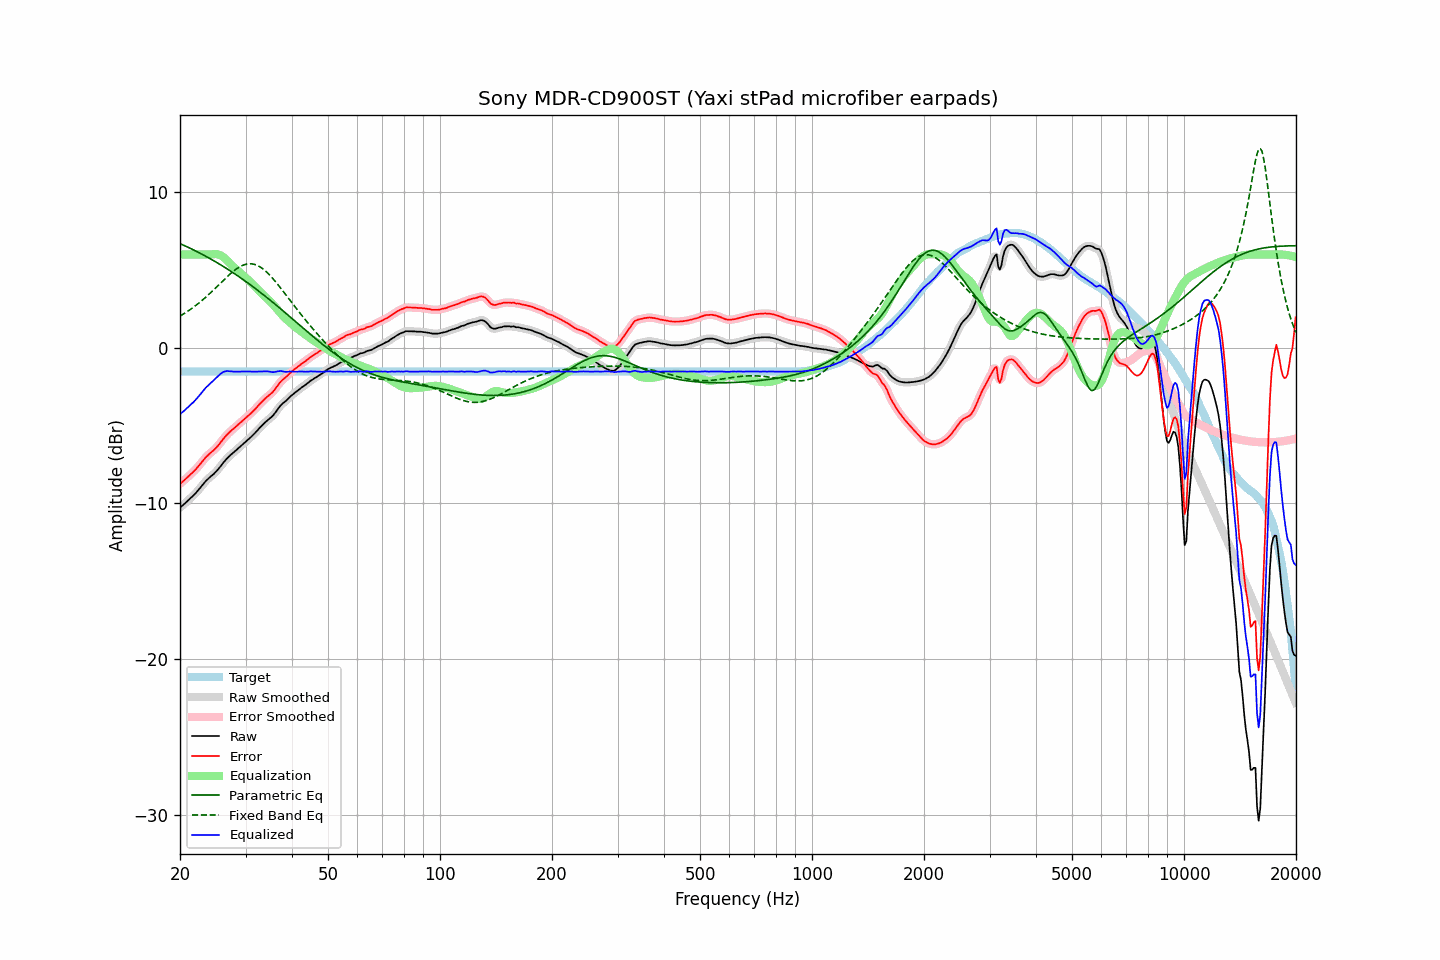 Sony MDR-CD900ST (Yaxi stPad microfiber earpads)
Amplitude (dBr)
10
0
−10
−20
−30
Target
Raw Smoothed
Error Smoothed
Raw
Error
Equalization
Parametric Eq
Fixed Band Eq
Equalized
20 50 100 200 500 1000 2000 5000 10000 20000
Frequency (Hz)